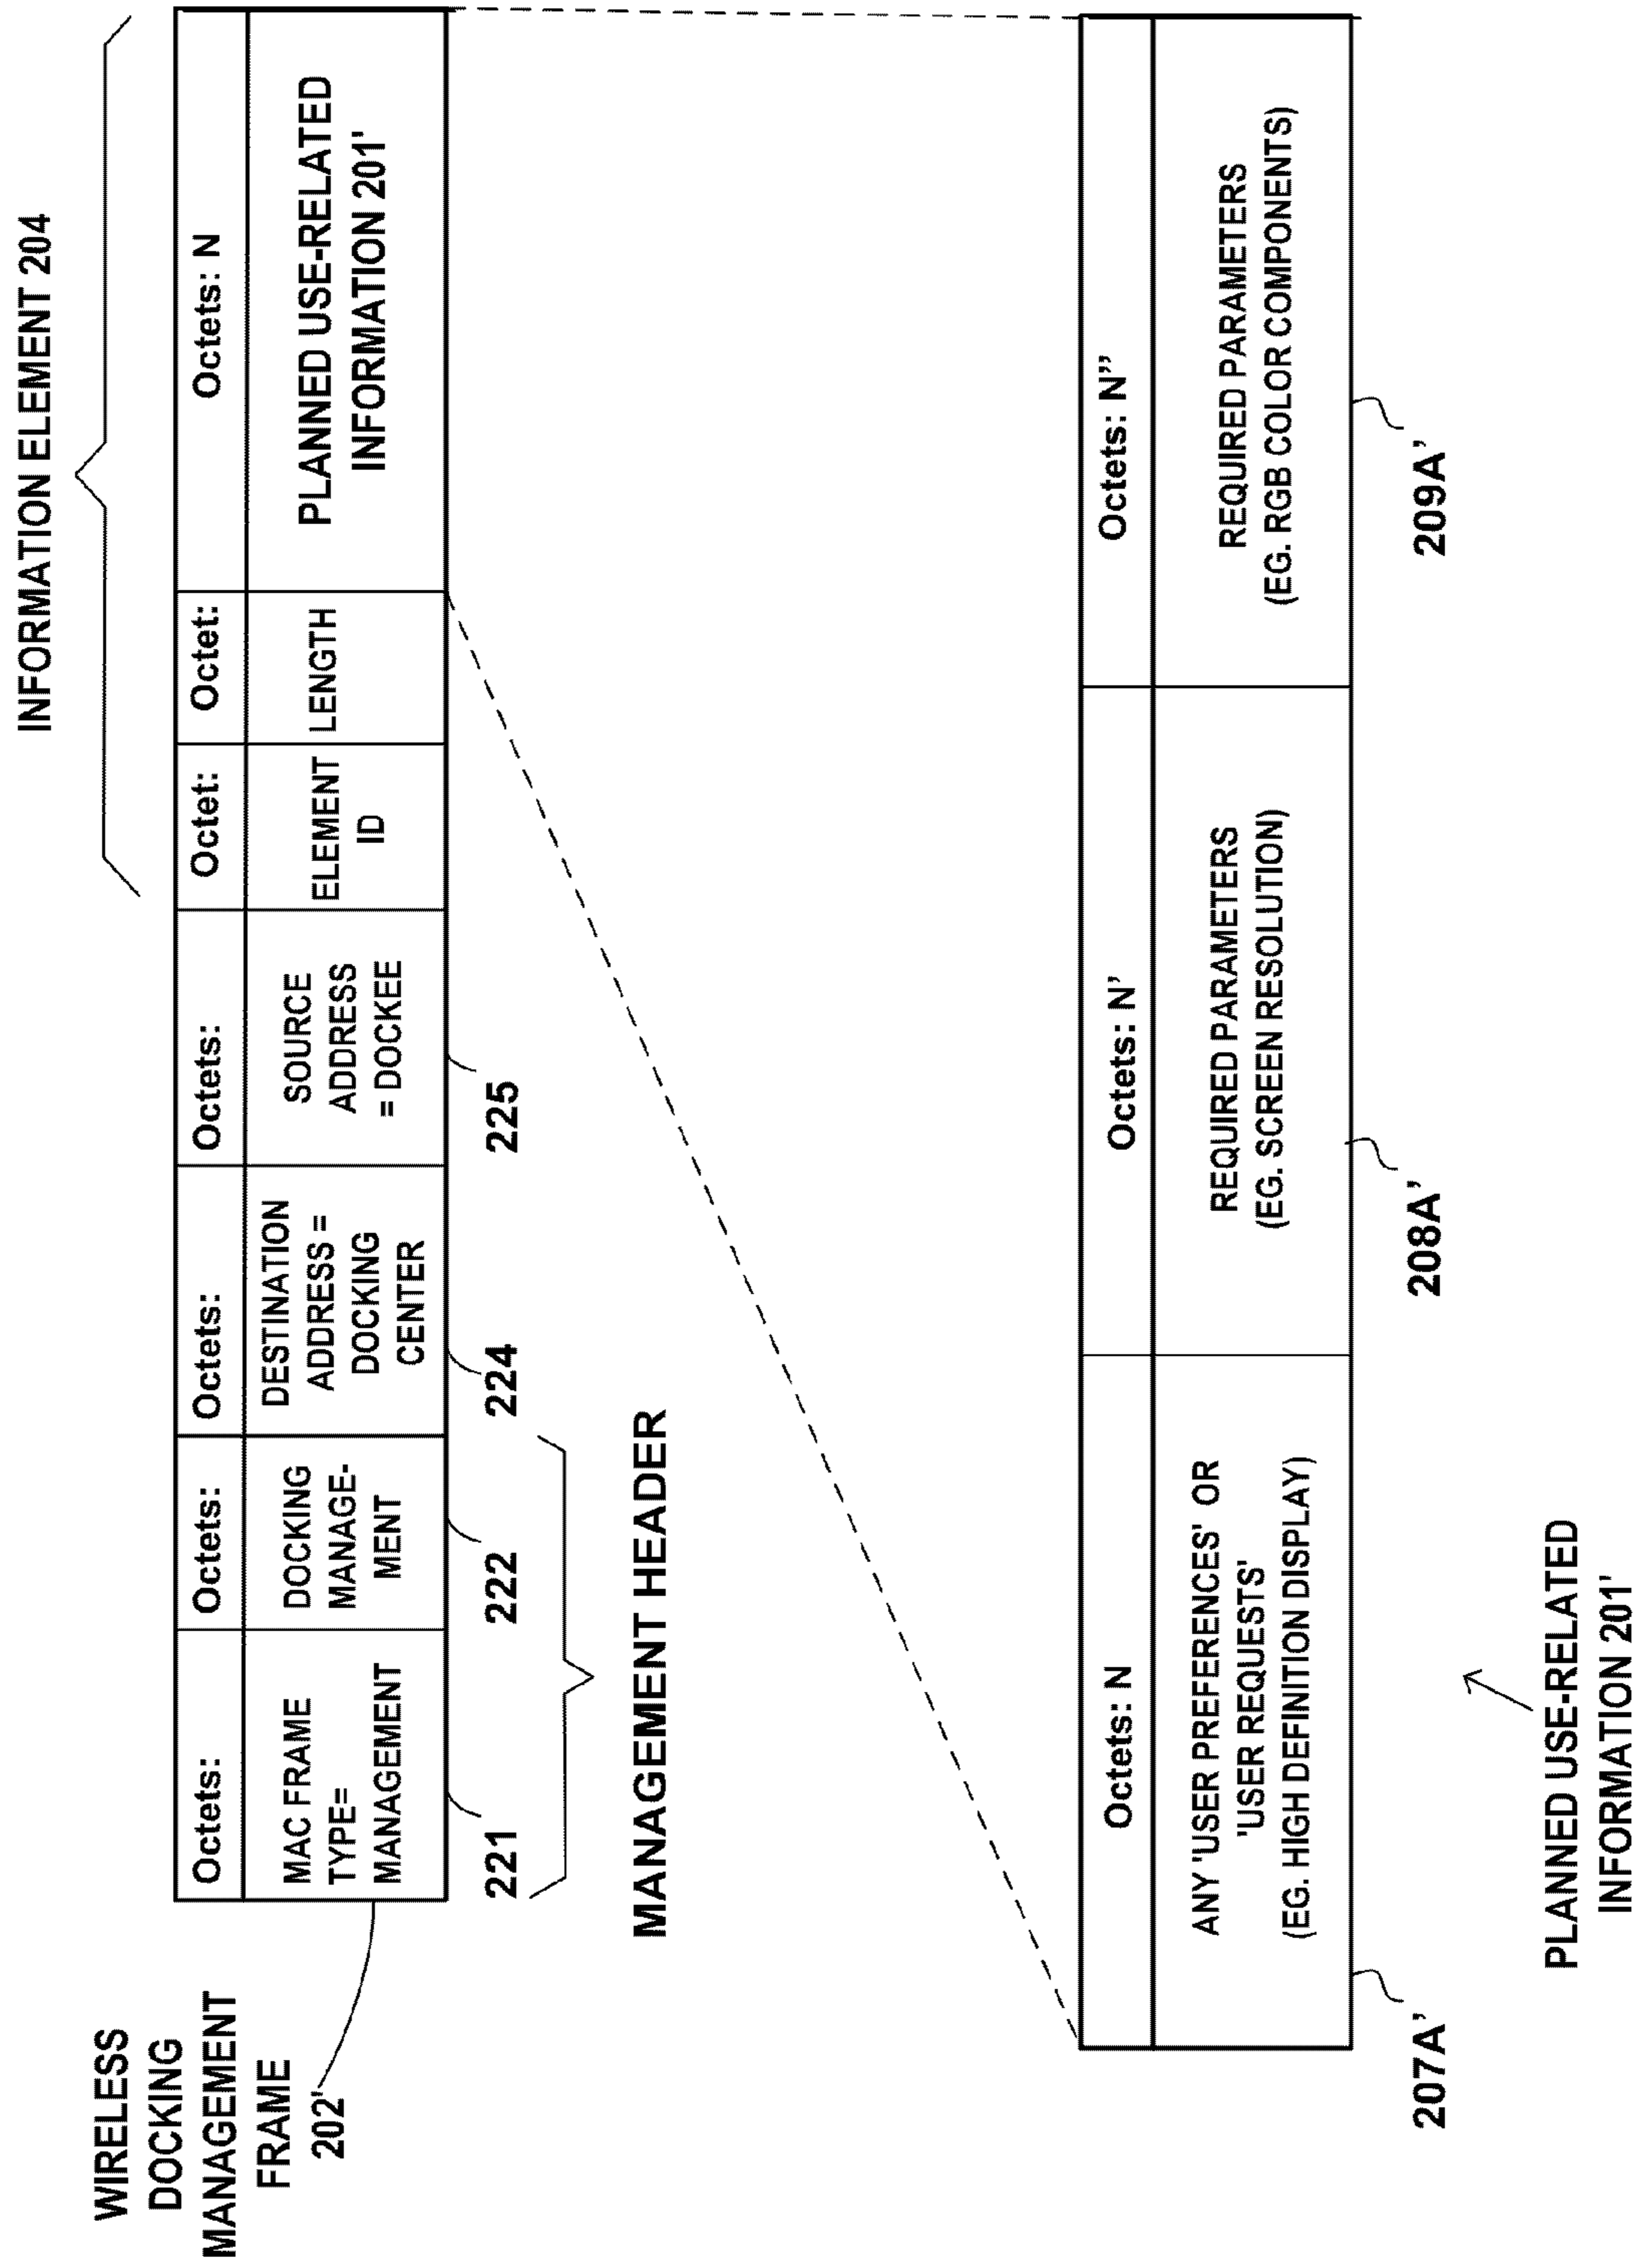 WIRELESS
DOCKING
MANAGEMENT
FRAME
202'
INFORMATION ELEMENT 204
Octets:
Octets:
Octets:
Octets:
Octet:
Octet:
Octets: N
MAC FRAME
TYPE=
MANAGEMENT
DOCKING
MANAGE-
MENT
DESTINATION
ADDRESS =
DOCKING
CENTER
SOURCE
ADDRESS
= DOCKEE
ELEMENT
ID
LENGTH
PLANNED USE-RELATED
INFORMATION 201'
221
222
224
225
MANAGEMENT HEADER
Octets: N
Octets: N’
Octets: N”
ANY 'USER PREFERENCES' OR
'USER REQUESTS'
(EG. HIGH DEFINITION DISPLAY)
REQUIRED PARAMETERS
(EG. SCREEN RESOLUTION)
REQUIRED PARAMETERS
(EG. RGB COLOR COMPONENTS)
207A’
208A’
209A’
PLANNED USE-RELATED
INFORMATION 201'